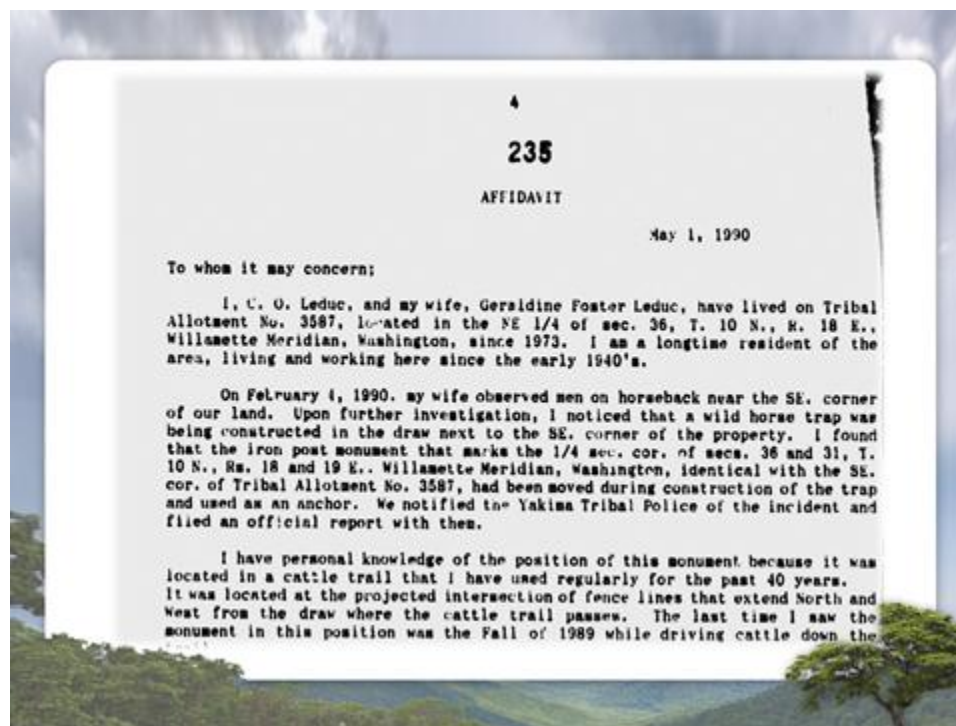 4
235
AFFIDAVIT
May 1, 1990
To whom it may concern;
I, C. O. Leduc, and my wife, Geraldine Foster Leduc, have lived on Tribal
Allotment No. 3587, located in the NE 1/4 of sec. 36, T. 10 N., R. 18 E.,
Willamette Meridian, Washington, since 1973. I am a longtime resident of the
area, living and working here since the early 1940's.
On February 4, 1990, my wife observed men on horseback near the SE. corner
of our land. Upon further investigation, I noticed that a wild horse trap was
being constructed in the draw next to the SE. corner of the property. I found
that the iron post monument that marks the 1/4 sec. cor. of secs. 36 and 31, T.
10 N., Rs. 18 and 19 E., Willamette Meridian, Washington, identical with the SE.
cor. of Tribal Allotment No. 3587, had been moved during construction of the trap
and used as an anchor. We notified the Yakima Tribal Police of the incident and
filed an official report with them.
I have personal knowledge of the position of this monument because it was
located in a cattle trail that I have used regularly for the past 40 years.
It was located at the projected intersection of fence lines that extend North and
West from the draw where the cattle trail passes. The last time I saw the
monument in this position was the Fall of 1989 while driving cattle down the